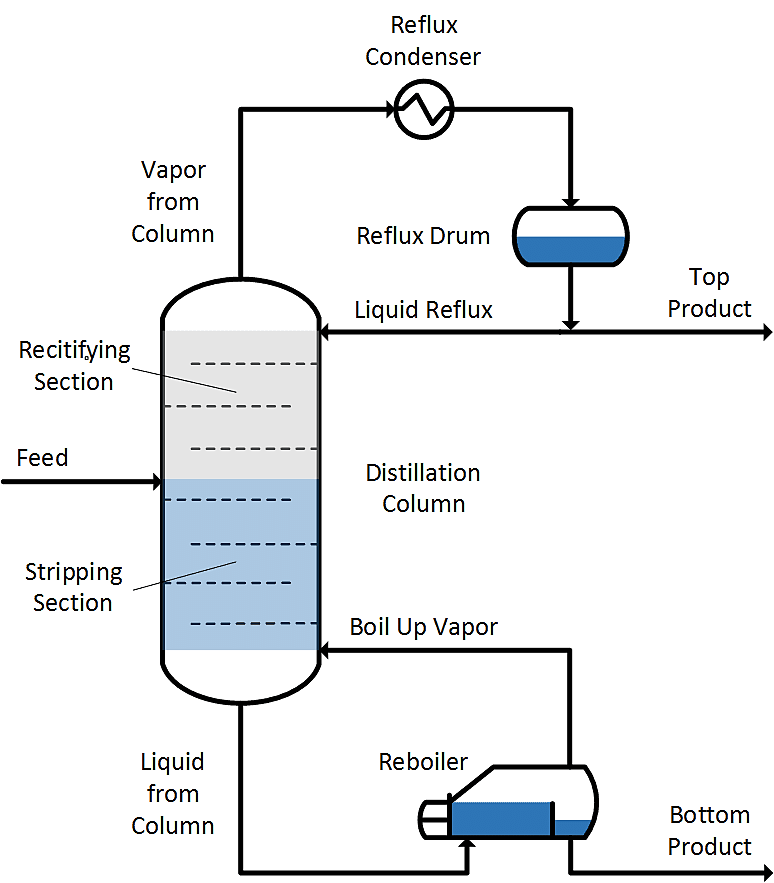 Reflux
Condenser
Vapor
from
Column
Reflux Drum
Liquid Reflux
Top
Product
Recitifying
Section
Feed
Distillation
Column
Stripping
Section
Boil Up Vapor
Liquid
from
Column
Reboiler
Bottom
Product